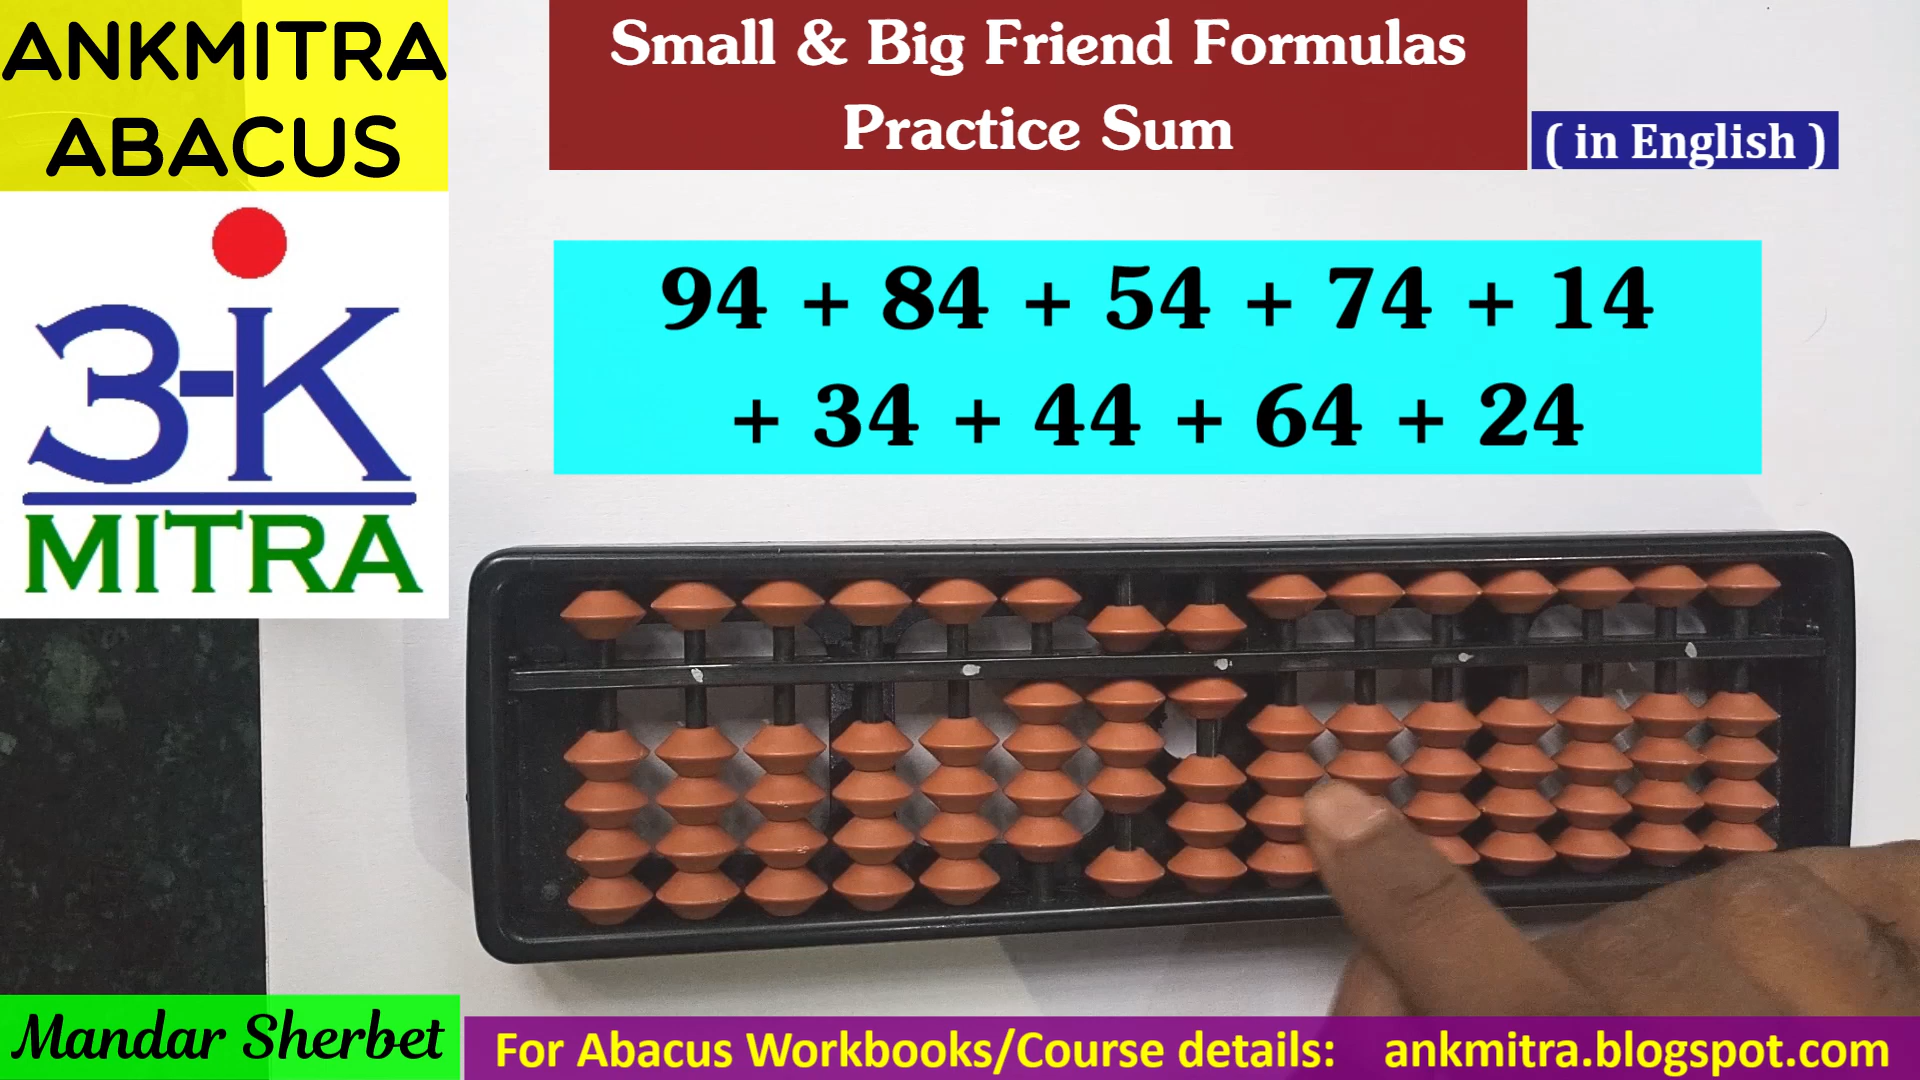 ANKMITRA
ABACUS
3-K
MITRA
Small & Big Friend Formulas
Practice Sum
( in English )
94 + 84 + 54 + 74 + 14
+ 34 + 44 + 64 + 24
Mandar Sherbet
For Abacus Workbooks/Course details: ankmitra.blogspot.com